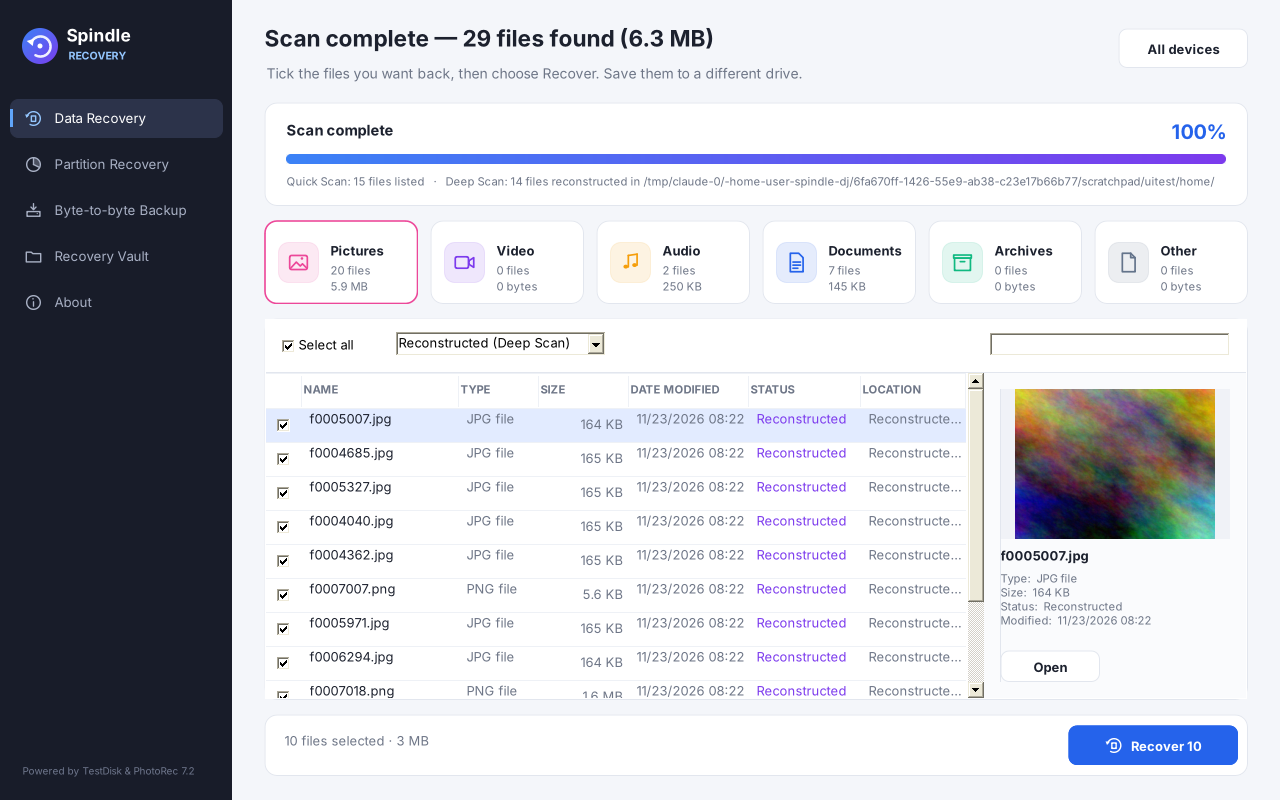 Spindle
RECOVERY
Data Recovery
Partition Recovery
Byte-to-byte Backup
Recovery Vault
About
Powered by TestDisk & PhotoRec 7.2
Scan complete — 29 files found (6.3 MB)
Tick the files you want back, then choose Recover. Save them to a different drive.
All devices
Scan complete
100%
Quick Scan: 15 files listed · Deep Scan: 14 files reconstructed in /tmp/claude-0/-home-user-spindle-dj/6fa670ff-1426-55e9-ab38-c23e17b66b77/scratchpad/uitest/home/
Pictures
20 files
5.9 MB
Video
0 files
0 bytes
Audio
2 files
250 KB
Documents
7 files
145 KB
Archives
0 files
0 bytes
Other
0 files
0 bytes
Select all
Reconstructed (Deep Scan)
NAME TYPE SIZE DATE MODIFIED STATUS LOCATION
f0005007.jpg JPG file 164 KB 11/23/2026 08:22 Reconstructed Reconstructe...
f0004685.jpg JPG file 165 KB 11/23/2026 08:22 Reconstructed Reconstructe...
f0005327.jpg JPG file 165 KB 11/23/2026 08:22 Reconstructed Reconstructe...
f0004040.jpg JPG file 165 KB 11/23/2026 08:22 Reconstructed Reconstructe...
f0004362.jpg JPG file 165 KB 11/23/2026 08:22 Reconstructed Reconstructe...
f0007007.png PNG file 5.6 KB 11/23/2026 08:22 Reconstructed Reconstructe...
f0005971.jpg JPG file 165 KB 11/23/2026 08:22 Reconstructed Reconstructe...
f0006294.jpg JPG file 164 KB 11/23/2026 08:22 Reconstructed Reconstructe...
f0007018.png PNG file 1.6 MB 11/23/2026 08:22 Reconstructed Reconstructe...
f0005007.jpg
Type: JPG file
Size: 164 KB
Status: Reconstructed
Modified: 11/23/2026 08:22
Open
10 files selected · 3 MB
Recover 10